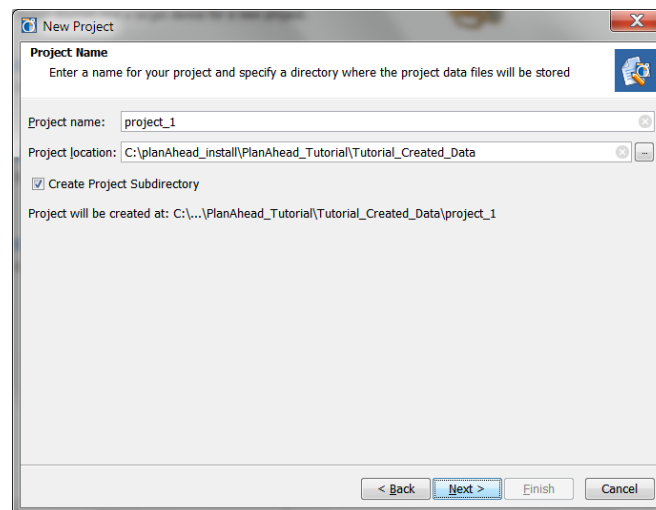 New Project
Project Name
Enter a name for your project and specify a directory where the project data files will be stored
Project name: project_1
Project location: C:\planAhead_install\PlanAhead_Tutorial\Tutorial_Created_Data ...
Create Project Subdirectory
Project will be created at: C:\...\PlanAhead_Tutorial\Tutorial_Created_Data\project_1
< Back Next > Finish Cancel